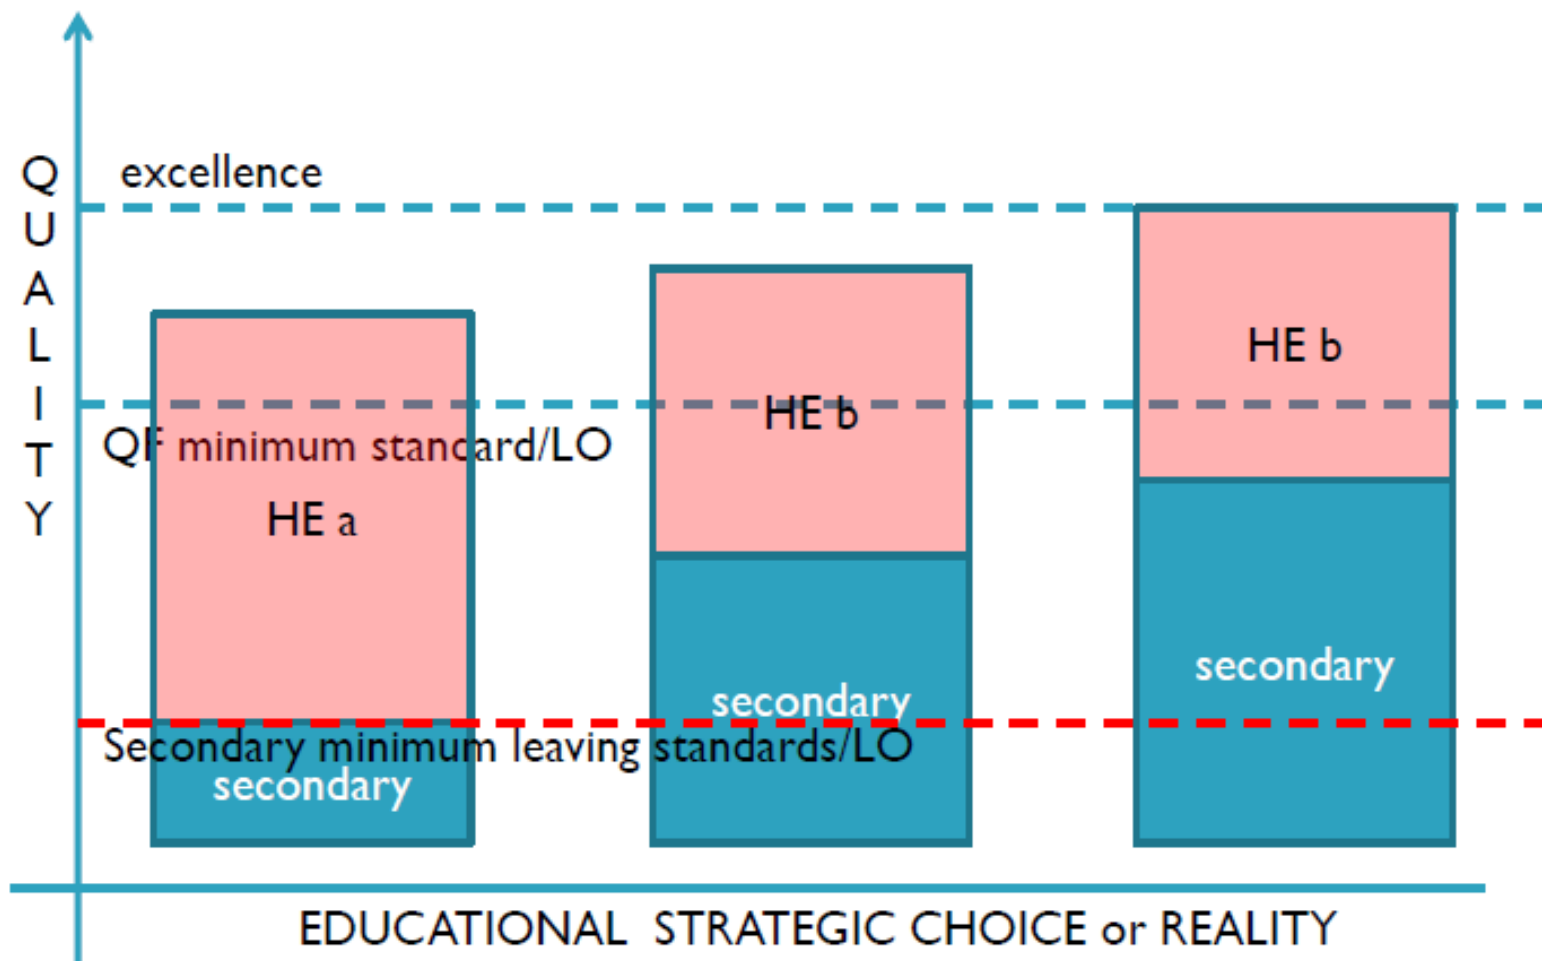 QUALITY
excellence
HE b
HE b
QF minimum standard/LO
HE a
secondary
secondary
Secondary minimum leaving standards/LO
secondary
EDUCATIONAL STRATEGIC CHOICE or REALITY